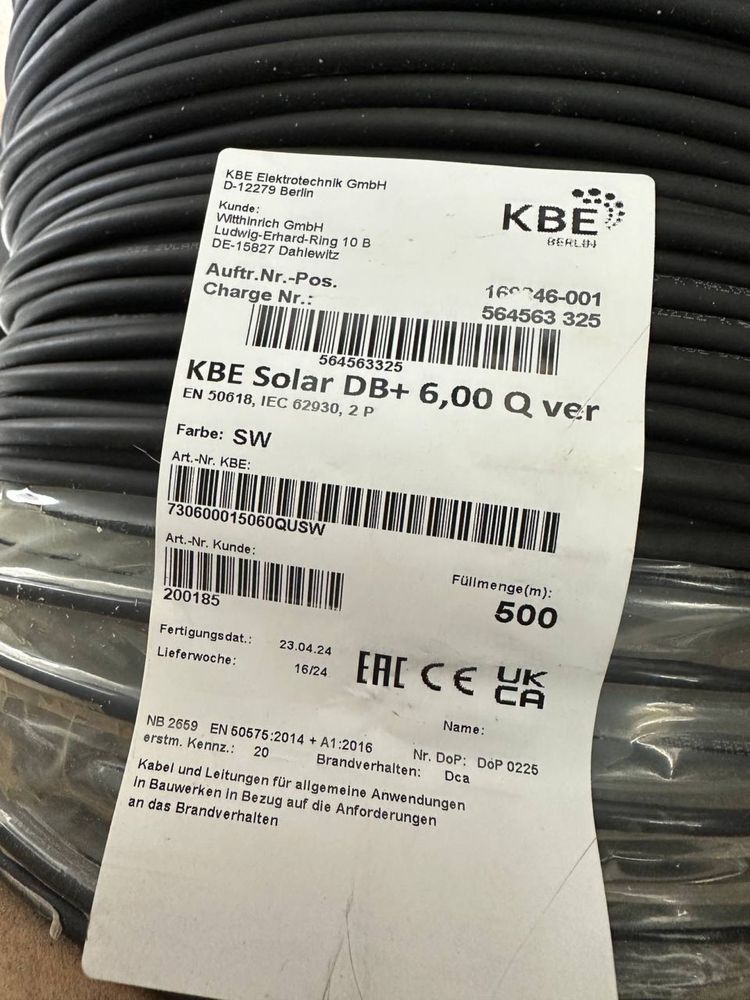 KBE Elektrotechnik GmbH
D-12279 Berlin
KBE
BERLIN
Kunde:
Witthinrich GmbH
Ludwig-Erhard-Ring 10 B
DE-15827 Dahlewitz
Auftr.Nr.-Pos.
Charge Nr.: 564563 325
564563325
KBE Solar DB+ 6,00 Q ver
EN 50618, IEC 62930, 2 P
Farbe: SW
Art.-Nr. KBE:
730600015060QUSW
Art.-Nr. Kunde:
200185
Füllmenge(m):
500
Fertigungsdat.: 23.04.24
Lieferwoche: 16/24
EAC CE UK CA
Name:
NB 2659 EN 50575:2014 + A1:2016 Nr. DoP: DoP 0225
erstm. Kennz.: 20 Brandverhalten: Dca
Kabel und Leitungen für allgemeine Anwendungen
in Bauwerken in Bezug auf die Anforderungen
an das Brandverhalten